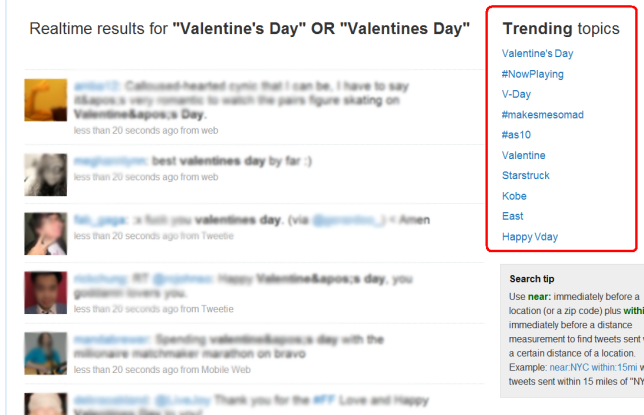 Realtime results for "Valentine's Day" OR "Valentines Day"
Calloused-hearted cynic that I can be, I have to say
it&apos;s very romantic to watch the pairs figure skating on
Valentine&apos;s Day.
less than 20 seconds ago from web
best valentines day by far :)
less than 20 seconds ago from web
you valentines day. (via < Amen
less than 20 seconds ago from Tweetie
RT Happy Valentine&apos;s day, you
goddamn lovers you.
less than 20 seconds ago from Tweetie
Spending valentine&apos;s day with the
millionaire matchmaker marathon on bravo
less than 20 seconds ago from Mobile Web
Thank you for the #FF Love and Happy
Trending topics
Valentine's Day
#NowPlaying
V-Day
#makesmesomad
#as10
Valentine
Starstruck
Kobe
East
Happy Vday
Search tip
Use near: immediately before a
location (or a zip code) plus withi
immediately before a distance
measurement to find tweets sent
a certain distance of a location.
Example: near:NYC within:15mi
tweets sent within 15 miles of "NY